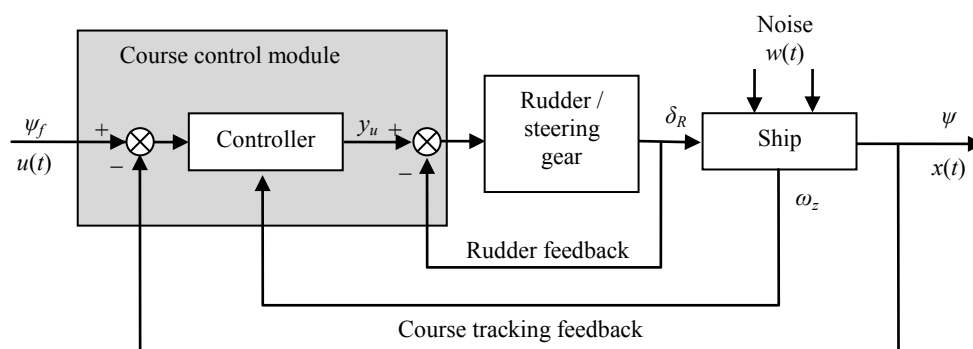 Course control module
Noise
w(t)
Rudder /
steering
gear
ψf
u(t)
+
−
Controller
yu
+
−
δR
Ship
ψ
x(t)
ωz
Rudder feedback
Course tracking feedback